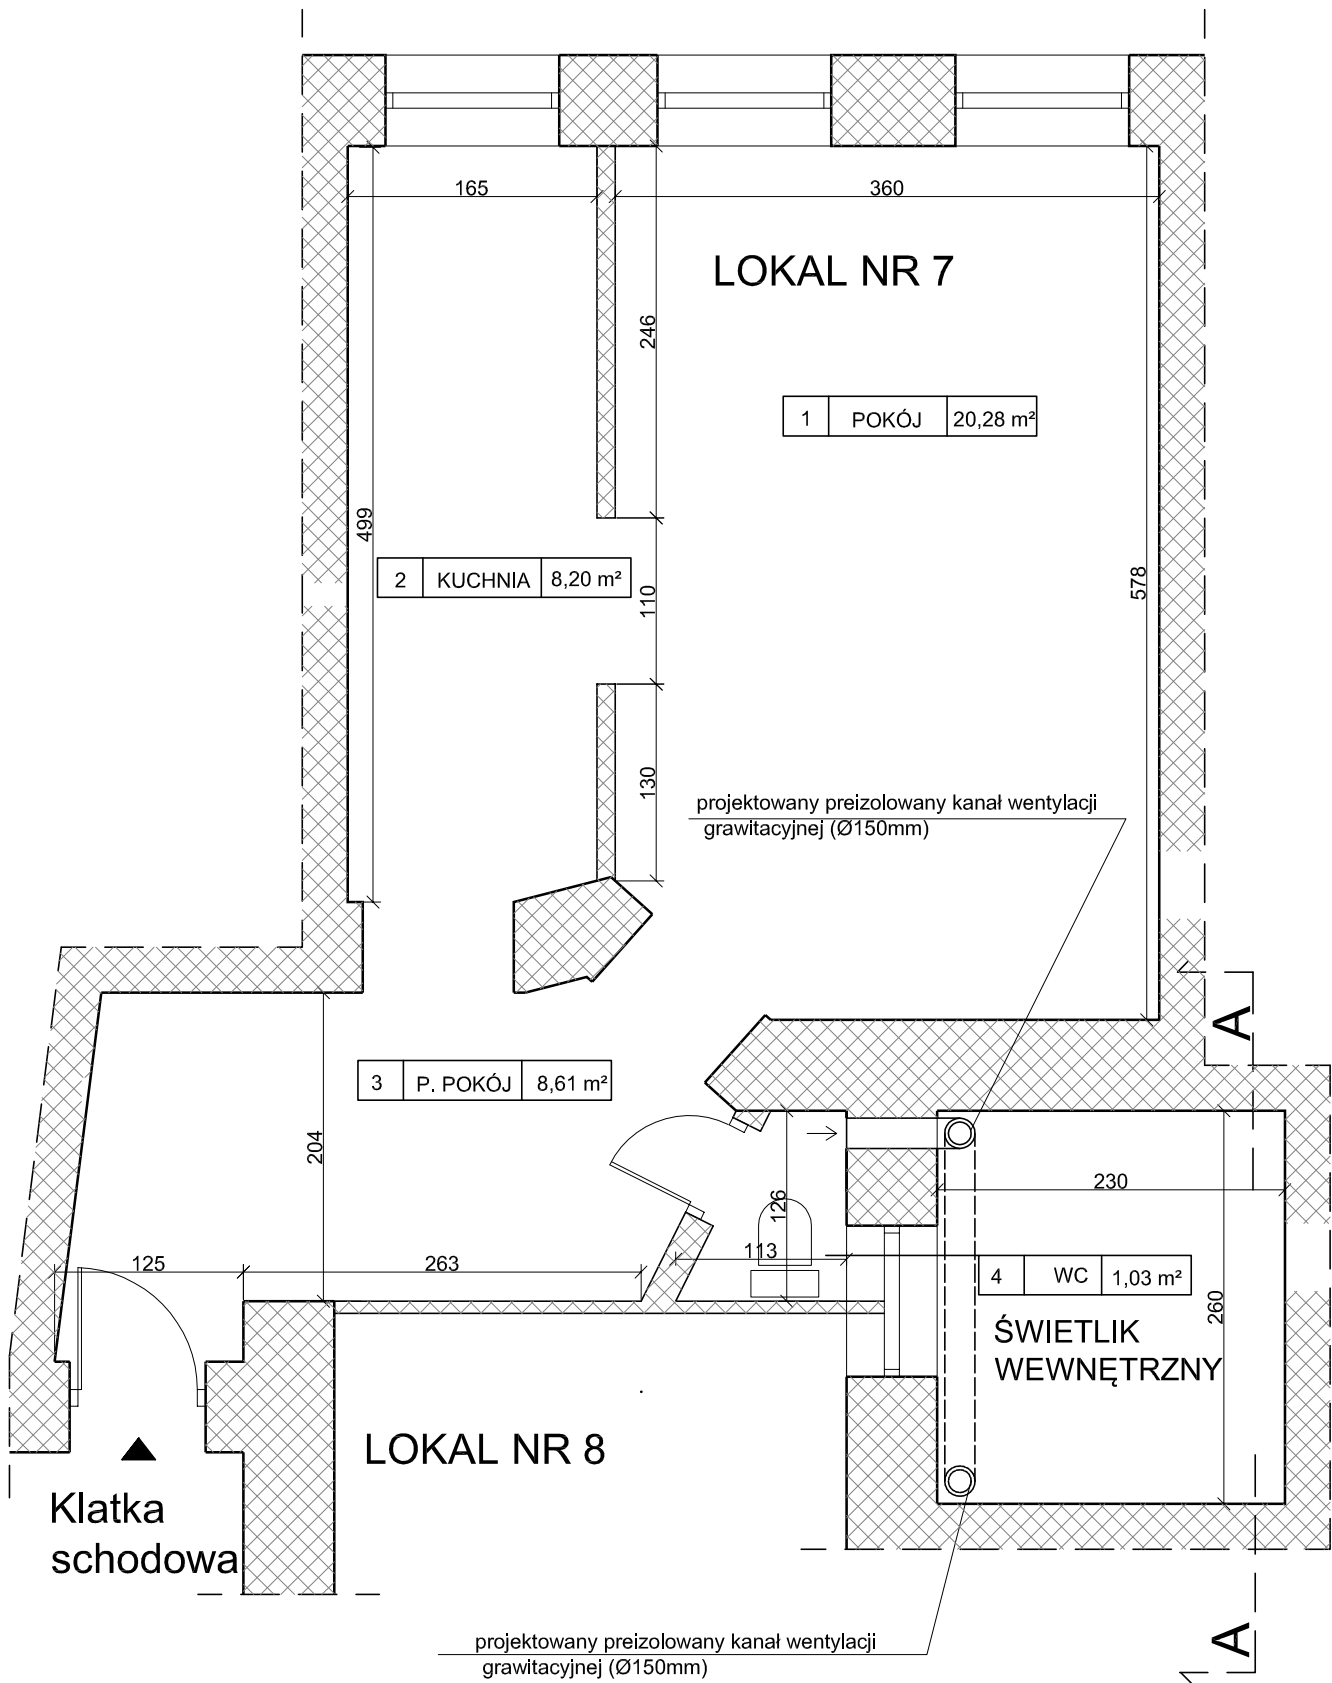 165
360
LOKAL NR 7
246
1 POKÓJ 20,28 m²
499
2 KUCHNIA 8,20 m²
110
578
130
projektowany preizolowany kanał wentylacji
grawitacyjnej (Ø150mm)
A
3 P. POKÓJ 8,61 m²
204
126
230
125
263
113
4 WC 1,03 m²
260
ŚWIETLIK
WEWNĘTRZNY
LOKAL NR 8
Klatka
schodowa
projektowany preizolowany kanał wentylacji
grawitacyjnej (Ø150mm)
A